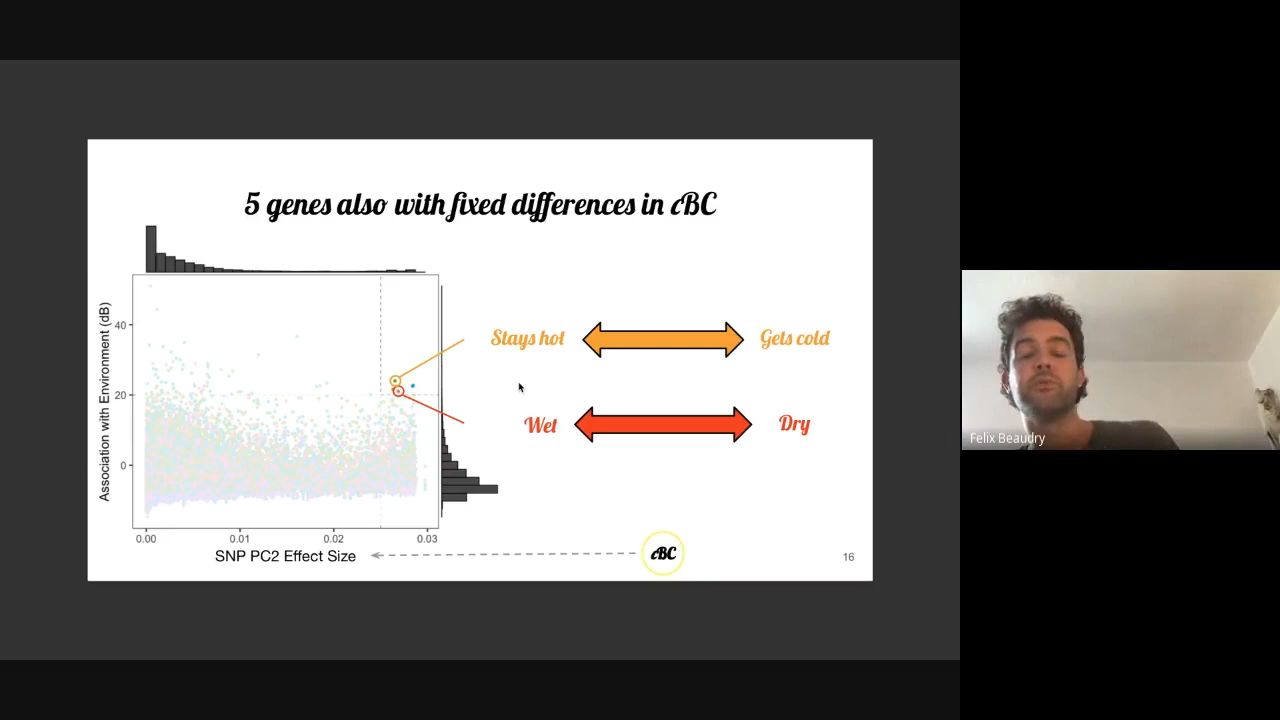 5 genes also with fixed differences in cBC
Association with Environment (dB)
40
20
0
0.00 0.01 0.02 0.03
SNP PC2 Effect Size
Stays hot
Gets cold
Wet
Dry
cBC
16
Felix Beaudry